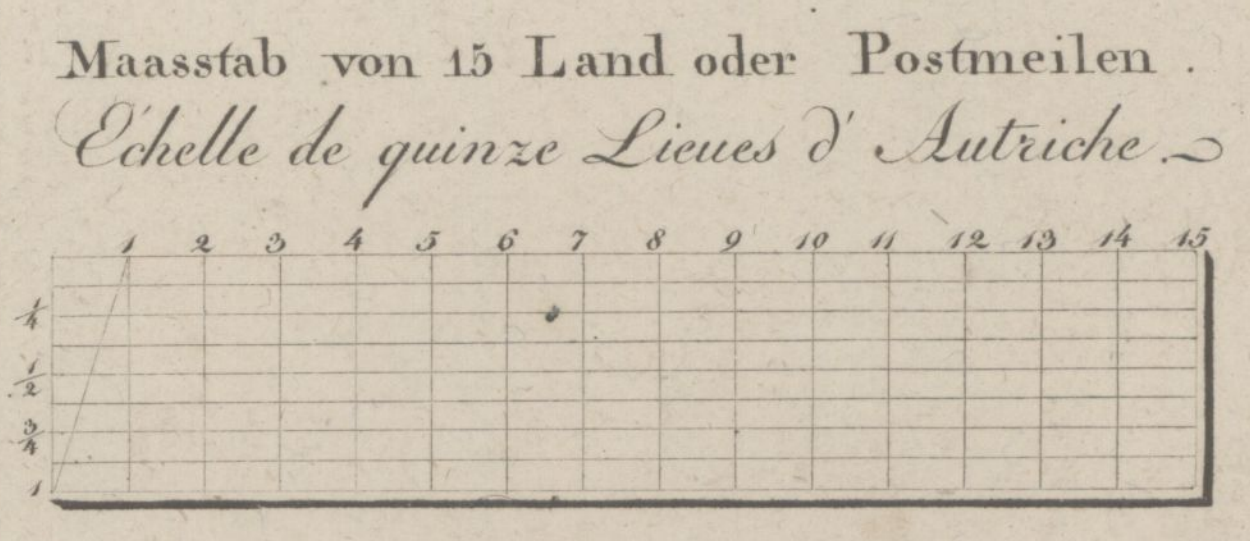 Maasstab von 15 Land oder Postmeilen .
Échelle de quinze Lieues d' Autriche .
1 2 3 4 5 6 7 8 9 10 11 12 13 14 15
1/4
1/2
3/4
1